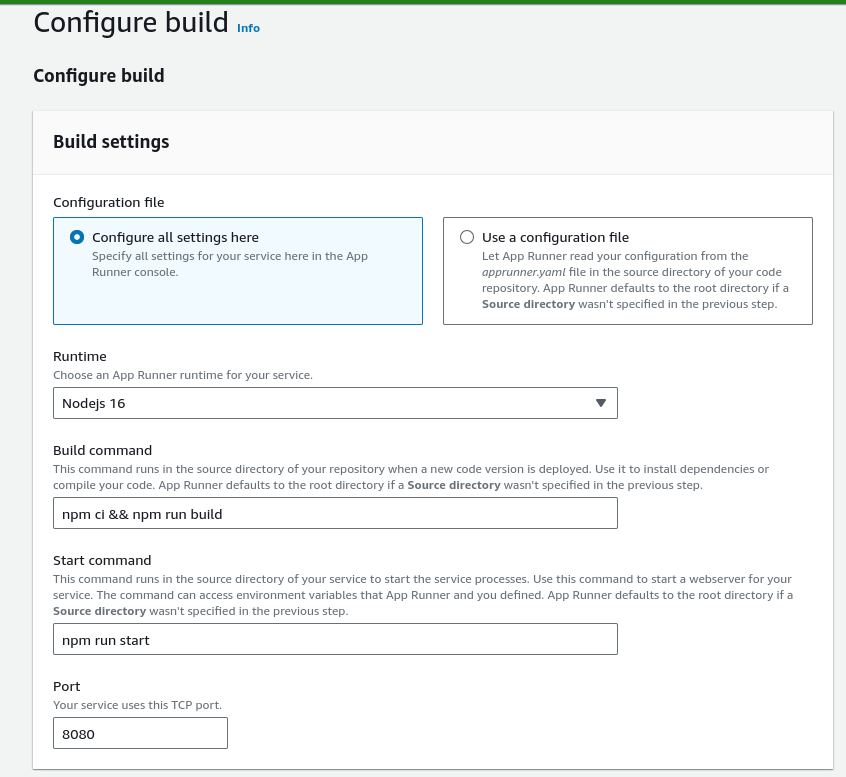 Configure build Info
Configure build
Build settings
Configuration file
Configure all settings here
Specify all settings for your service here in the App
Runner console.
Use a configuration file
Let App Runner read your configuration from the
apprunner.yaml file in the source directory of your code
repository. App Runner defaults to the root directory if a
Source directory wasn't specified in the previous step.
Runtime
Choose an App Runner runtime for your service.
Nodejs 16
Build command
This command runs in the source directory of your repository when a new code version is deployed. Use it to install dependencies or
compile your code. App Runner defaults to the root directory if a Source directory wasn't specified in the previous step.
npm ci && npm run build
Start command
This command runs in the source directory of your service to start the service processes. Use this command to start a webserver for your
service. The command can access environment variables that App Runner and you defined. App Runner defaults to the root directory if a
Source directory wasn't specified in the previous step.
npm run start
Port
Your service uses this TCP port.
8080